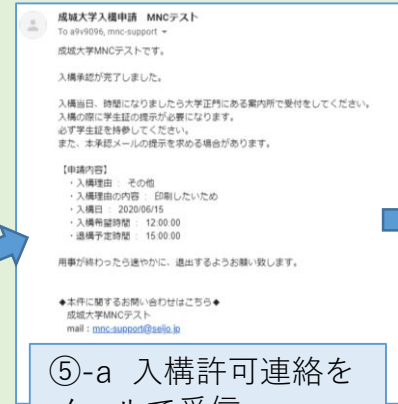 成城大学入構申請 MNCテスト
To a9v9096, mnc-support
成城大学MNCテストです。
入構承認が完了しました。
入構当日、時間になりましたら大学正門にある案内所で受付をしてください。
入構の際に学生証の提示が必要になります。
必ず学生証を持参してください。
また、本承認メールの提示を求める場合があります。
【申請内容】
・入構理由 : その他
・入構理由の内容 : 印刷したいため
・入構日 : 2020/06/15
・入構希望時間 : 12:00:00
・退構予定時間 : 15:00:00
用事が終わったら速やかに、退出するようお願い致します。
◆本件に関するお問い合わせはこちら◆
成城大学MNCテスト
mail : mnc-support@seijo.jp
⑤-a 入構許可連絡を
メールで受信